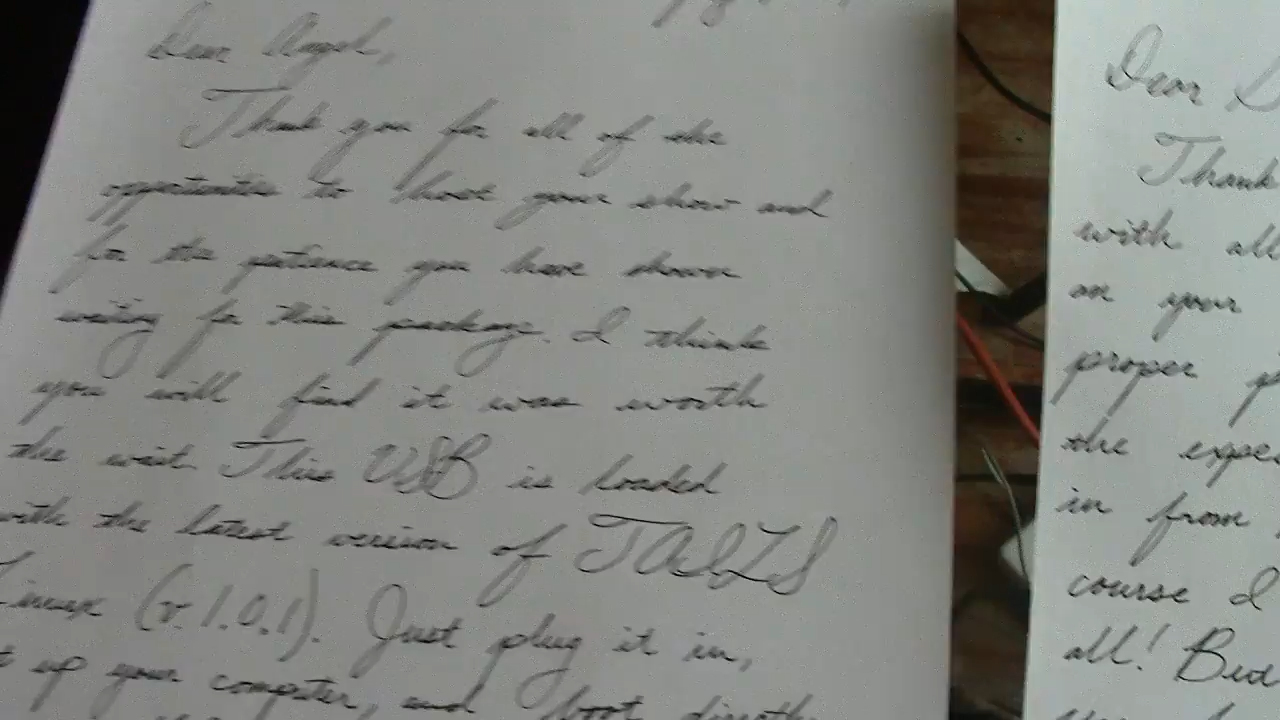 Dear Angel,
Thank you for all of the
opportunities to host your show and
for the patience you have shown
waiting for this package. I think
you will find it was worth
the wait. This USB is loaded
with the latest version of TAILS
Linux (v.1.0.1). Just plug it in,
up your computer, and boot directly
Dear
Thank
with all
on your
proper
the
in from
course I
all!